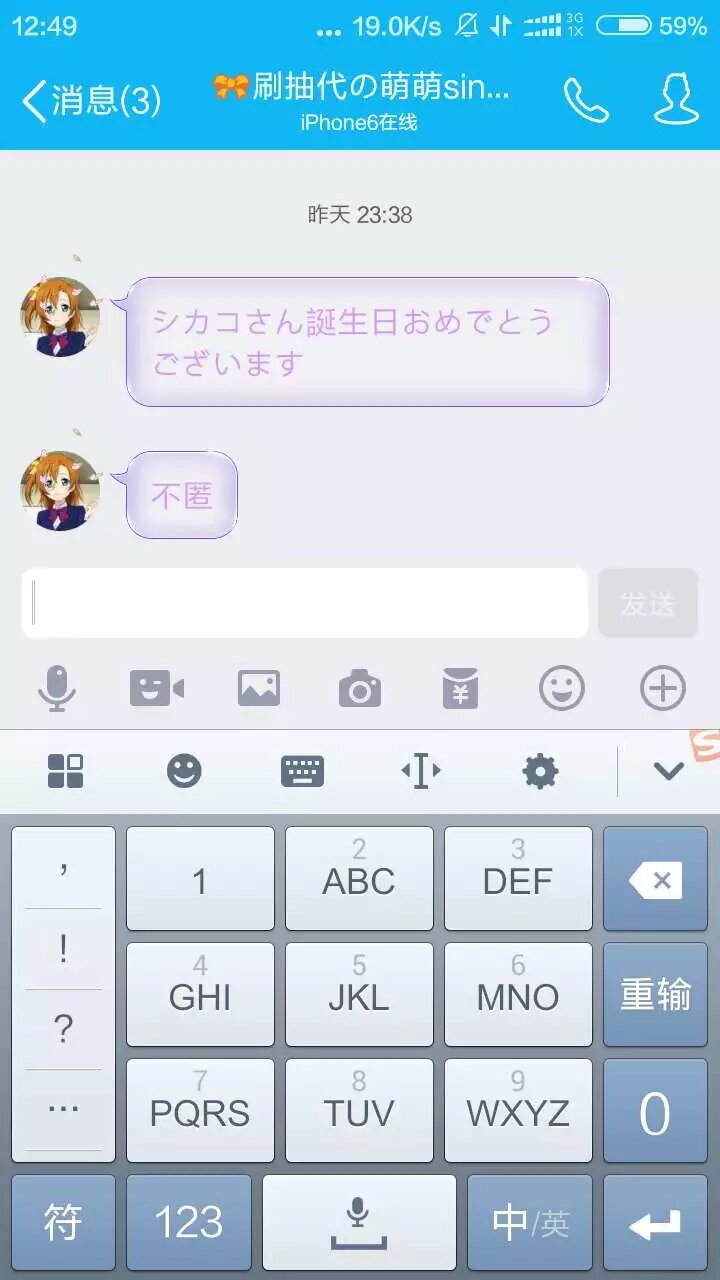 12:49 ... 19.0K/s 3G 1X 59%
消息(3) 刷抽代の萌萌sin...
iPhone6在线
昨天 23:38
シカコさん誕生日おめでとう
ございます
不匿
发送
, 1 2 ABC 3 DEF
! 4 GHI 5 JKL 6 MNO 重输
? 7 PQRS 8 TUV 9 WXYZ 0
...
符 123 中/英